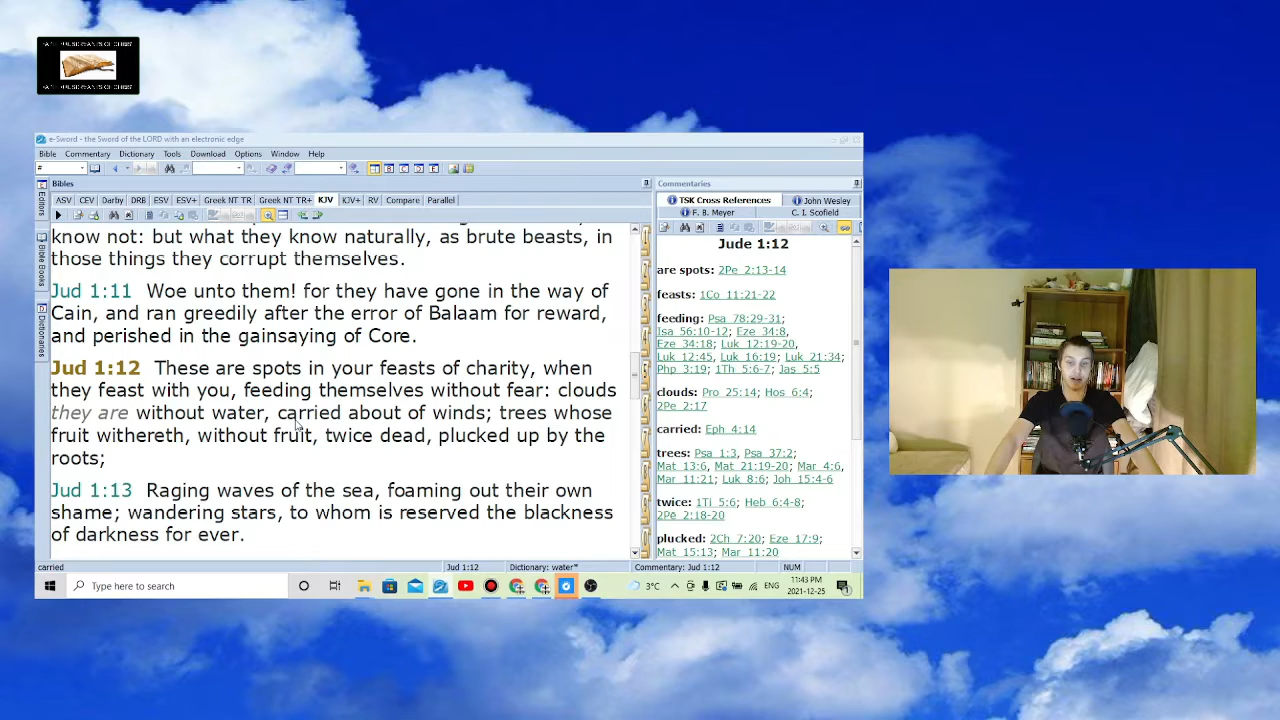 e-Sword - the Sword of the LORD with an electronic edge
Bible Commentary Dictionary Tools Download Options Window Help
#
Bibles
ASV CEV Darby DRB ESV ESV+ Greek NT TR Greek NT TR+ KJV KJV+ RV Compare Parallel
Editors
Bible Books
Dictionaries
know not: but what they know naturally, as brute beasts, in
those things they corrupt themselves.
Jud 1:11 Woe unto them! for they have gone in the way of
Cain, and ran greedily after the error of Balaam for reward,
and perished in the gainsaying of Core.
Jud 1:12 These are spots in your feasts of charity, when
they feast with you, feeding themselves without fear: clouds
they are without water, carried about of winds; trees whose
fruit withereth, without fruit, twice dead, plucked up by the
roots;
Jud 1:13 Raging waves of the sea, foaming out their own
shame; wandering stars, to whom is reserved the blackness
of darkness for ever.
Commentaries
TSK Cross References John Wesley
F. B. Meyer C. I. Scofield
Jude 1:12
are spots: 2Pe 2:13-14
feasts: 1Co 11:21-22
feeding: Psa 78:29-31;
Isa 56:10-12; Eze 34:8,
Eze 34:18; Luk 12:19-20,
Luk 12:45, Luk 16:19; Luk 21:34;
Php 3:19; 1Th 5:6-7; Jas 5:5
clouds: Pro 25:14; Hos 6:4;
2Pe 2:17
carried: Eph 4:14
trees: Psa 1:3, Psa 37:2;
Mat 13:6, Mat 21:19-20; Mar 4:6,
Mar 11:21; Luk 8:6; Joh 15:4-6
twice: 1Ti 5:6; Heb 6:4-8;
2Pe 2:18-20
plucked: 2Ch 7:20; Eze 17:9;
Mat 15:13; Mar 11:20
carried Jud 1:12 Dictionary: water* Commentary: Jud 1:12 NUM
Type here to search
3°C ENG 11:43 PM
2021-12-25